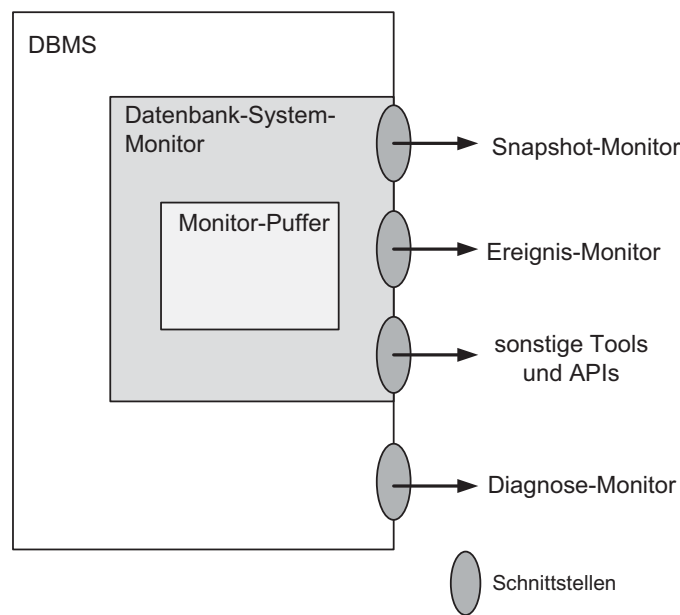 DBMS
Datenbank-System-
Monitor
Monitor-Puffer
Snapshot-Monitor
Ereignis-Monitor
sonstige Tools
und APIs
Diagnose-Monitor
Schnittstellen